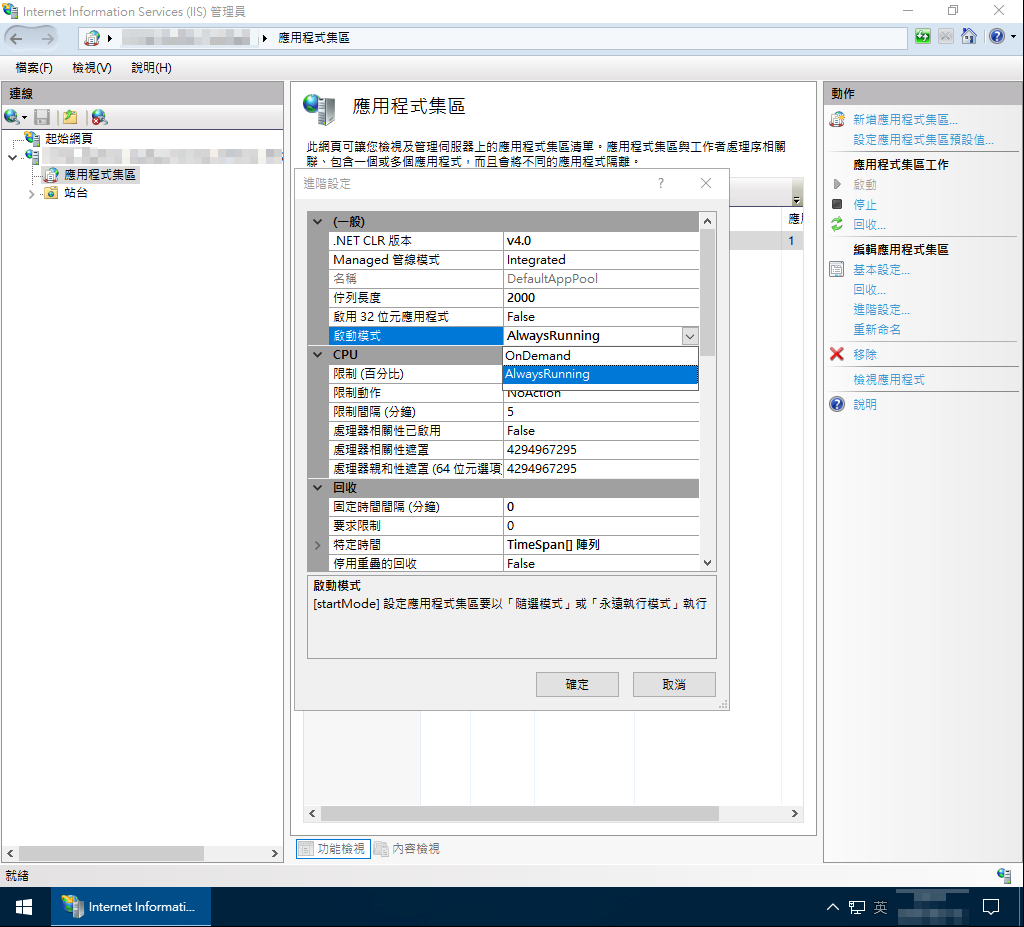 Internet Information Services (IIS) 管理員
應用程式集區
檔案(F) 檢視(V) 說明(H)
連線
起始網頁
應用程式集區
站台
應用程式集區
此網頁可讓您檢視及管理伺服器上的應用程式集區清單。應用程式集區與工作者處理序相關
聯、包含一個或多個應用程式，而且會將不同的應用程式隔離。
進階設定
?
(一般)
.NET CLR 版本 v4.0
Managed 管線模式 Integrated
名稱 DefaultAppPool
佇列長度 2000
啟用 32 位元應用程式 False
啟動模式 AlwaysRunning
OnDemand
AlwaysRunning
CPU
限制 (百分比)
限制動作 NoAction
限制間隔 (分鐘) 5
處理器相關性已啟用 False
處理器相關性遮罩 4294967295
處理器親和性遮罩 (64 位元選項 4294967295
回收
固定時間間隔 (分鐘) 0
要求限制 0
特定時間 TimeSpan[] 陣列
停用重疊的回收 False
啟動模式
[startMode] 設定應用程式集區要以「隨選模式」或「永遠執行模式」執行
確定 取消
應
1
功能檢視 內容檢視
動作
新增應用程式集區...
設定應用程式集區預設值...
應用程式集區工作
啟動
停止
回收...
編輯應用程式集區
基本設定...
回收...
進階設定...
重新命名
移除
檢視應用程式
說明
就緒
Internet Informati...
英